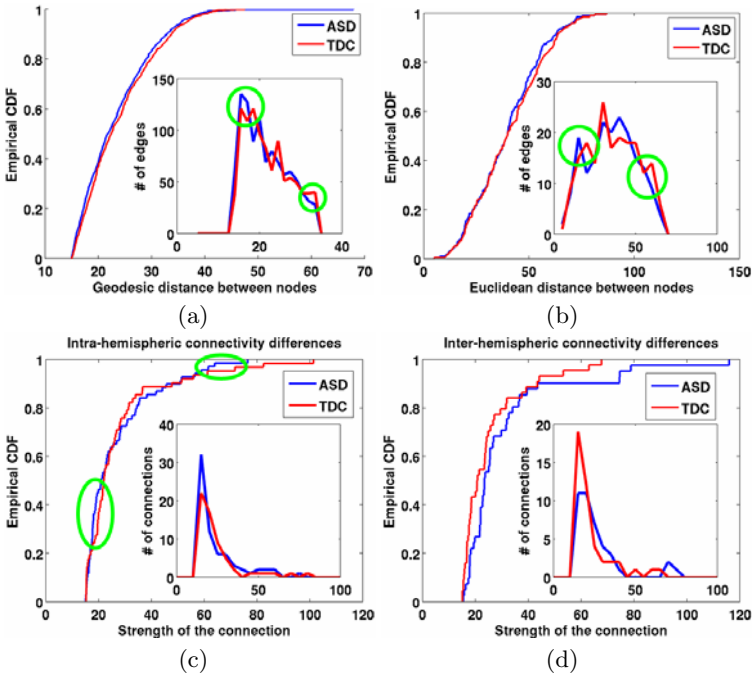 1
0.8
0.6
0.4
0.2
0
Empirical CDF
10 20 30 40 50 60 70
Geodesic distance between nodes
ASD
TDC
150
100
50
0
# of edges
0 20 40
(a)
1
0.8
0.6
0.4
0.2
0
Empirical CDF
0 50 100 150
Euclidean distance between nodes
ASD
TDC
30
20
10
0
# of edges
0 50 100
(b)
Intra-hemispheric connectivity differences
1
0.8
0.6
0.4
0.2
0
Empirical CDF
0 20 40 60 80 100 120
Strength of the connection
ASD
TDC
40
30
20
10
0
# of connections
0 50 100
(c)
Inter-hemispheric connectivity differences
1
0.8
0.6
0.4
0.2
0
Empirical CDF
0 20 40 60 80 100 120
Strength of the connection
ASD
TDC
20
15
10
5
0
# of connections
0 50 100
(d)